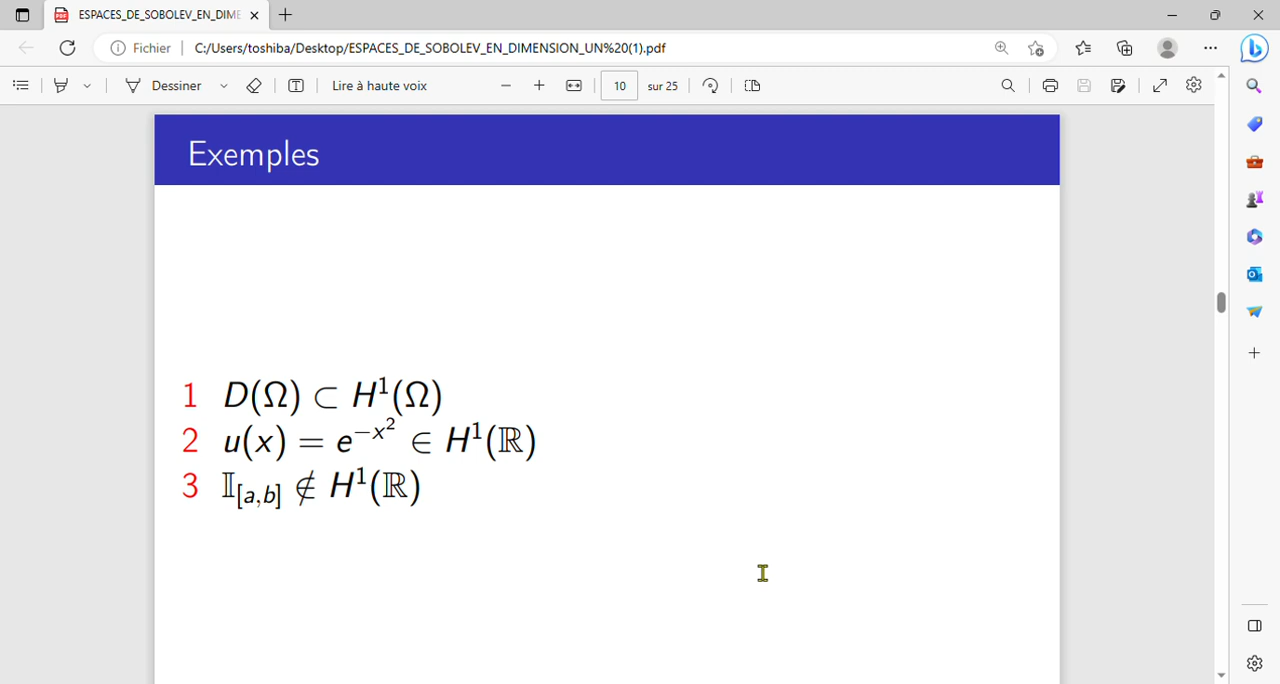 ESPACES_DE_SOBOLEV_EN_DIME
Fichier
C:/Users/toshiba/Desktop/ESPACES_DE_SOBOLEV_EN_DIMENSION_UN%20(1).pdf
Dessiner
Lire à haute voix
10 sur 25
Exemples
1 D(Ω) ⊂ H¹(Ω)
2 u(x) = e^{-x²} ∈ H¹(ℝ)
3 𝕀_{[a,b]} ∉ H¹(ℝ)